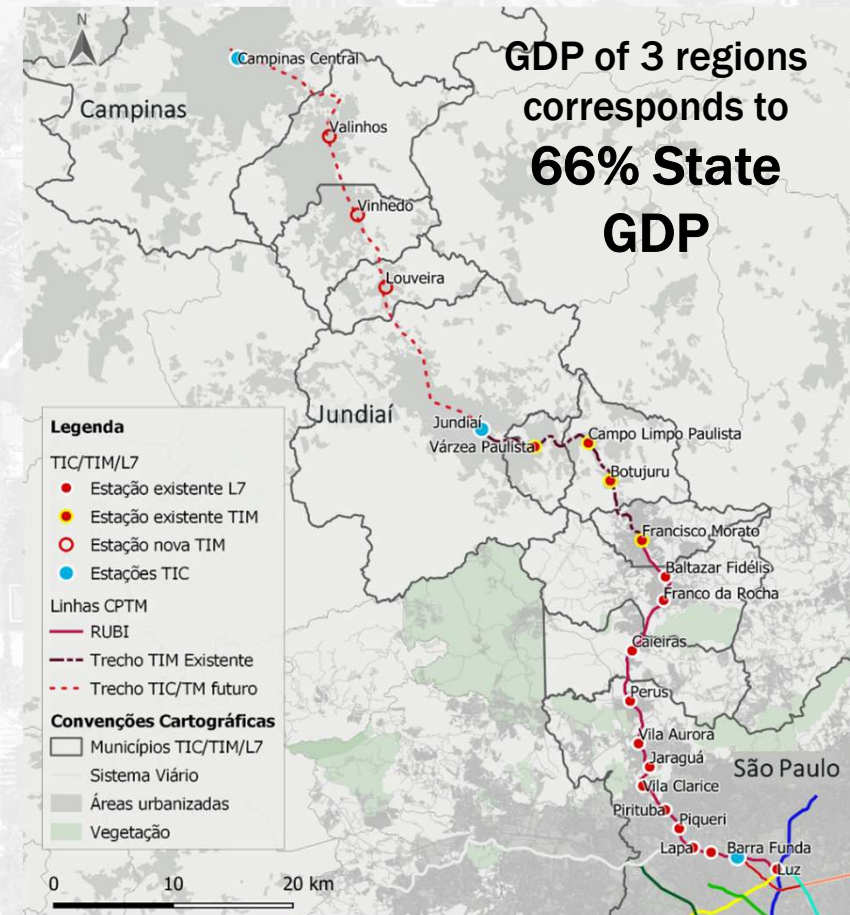 N
GDP of 3 regions
corresponds to
66% State
GDP
Campinas Central
Campinas
Valinhos
Vinhedo
Louveira
Jundiaí
Jundiaí
Várzea Paulista
Campo Limpo Paulista
Botujuru
Francisco Morato
Baltazar Fidélis
Franco da Rocha
Caieiras
Perus
Vila Aurora
Jaraguá
São Paulo
Vila Clarice
Pirituba
Piqueri
Lapa
Barra Funda
Luz
Legenda
TIC/TIM/L7
Estação existente L7
Estação existente TIM
Estação nova TIM
Estações TIC
Linhas CPTM
RUBI
Trecho TIM Existente
Trecho TIC/TM futuro
Convenções Cartográficas
Municípios TIC/TIM/L7
Sistema Viário
Áreas urbanizadas
Vegetação
0 10 20 km